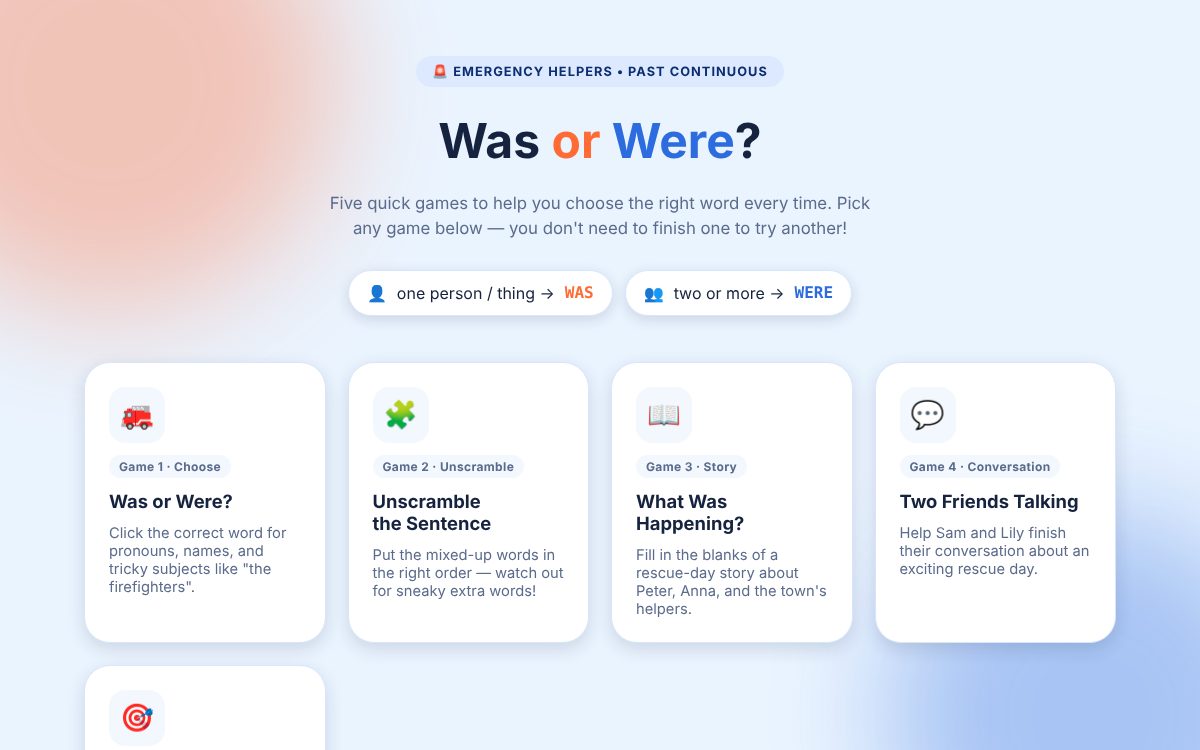 🚨 EMERGENCY HELPERS • PAST CONTINUOUS
Was or Were?
Five quick games to help you choose the right word every time. Pick
any game below — you don't need to finish one to try another!
👤 one person / thing → WAS
👥 two or more → WERE
Game 1 · Choose
Was or Were?
Click the correct word for
pronouns, names, and
tricky subjects like "the
firefighters".
Game 2 · Unscramble
Unscramble
the Sentence
Put the mixed-up words in
the right order — watch out
for sneaky extra words!
Game 3 · Story
What Was
Happening?
Fill in the blanks of a
rescue-day story about
Peter, Anna, and the town's
helpers.
Game 4 · Conversation
Two Friends Talking
Help Sam and Lily finish
their conversation about an
exciting rescue day.